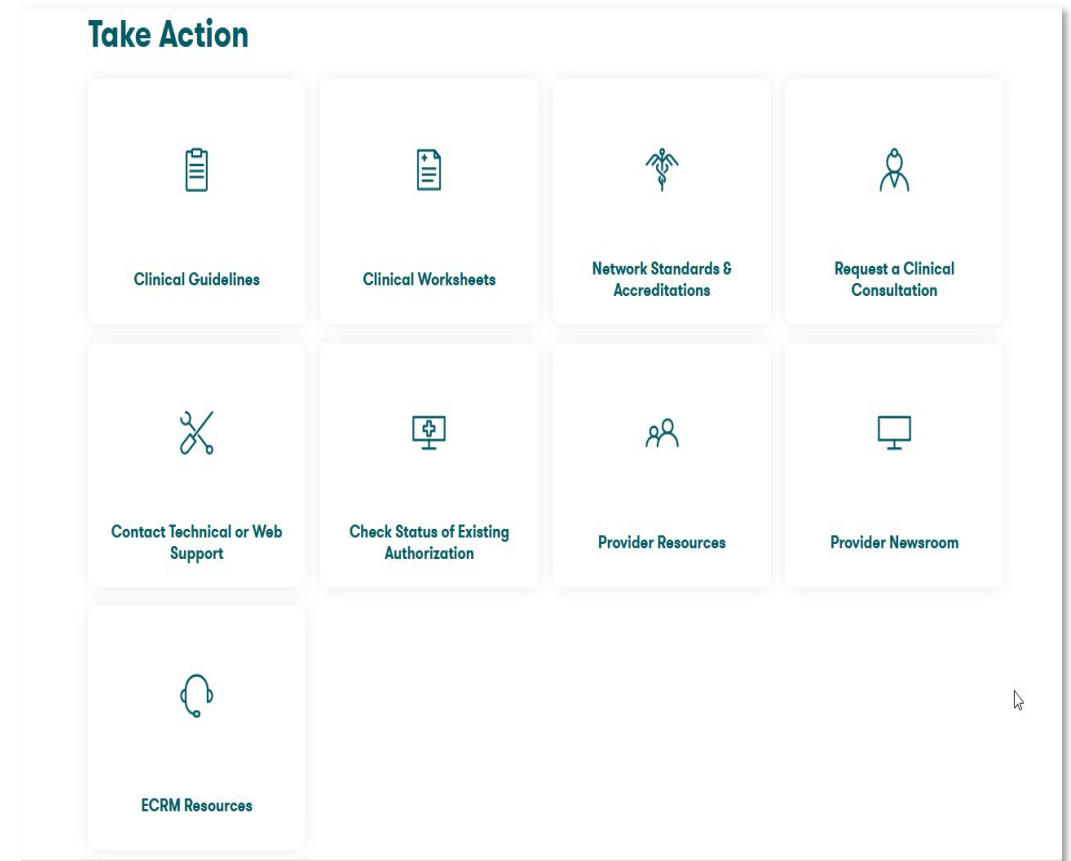 Take Action
Clinical Guidelines
Clinical Worksheets
Network Standards &
Accreditations
Request a Clinical
Consultation
Contact Technical or Web
Support
Check Status of Existing
Authorization
Provider Resources
Provider Newsroom
ECRM Resources